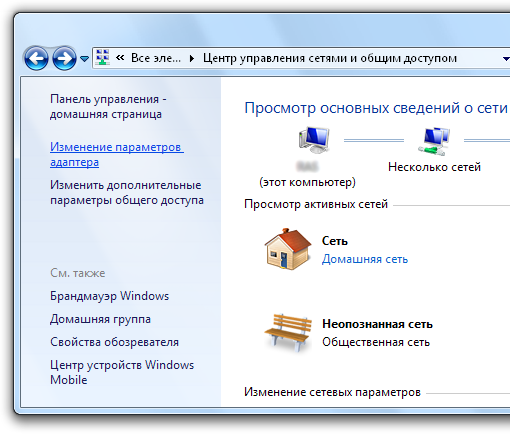 « Все эле... Центр управления сетями и общим доступом
Панель управления -
домашняя страница
Изменение параметров
адаптера
Изменить дополнительные
параметры общего доступа
См. также
Брандмауэр Windows
Домашняя группа
Свойства обозревателя
Центр устройств Windows
Mobile
Просмотр основных сведений о сети
(этот компьютер)
Несколько сетей
Просмотр активных сетей
Сеть
Домашняя сеть
Неопознанная сеть
Общественная сеть
Изменение сетевых параметров